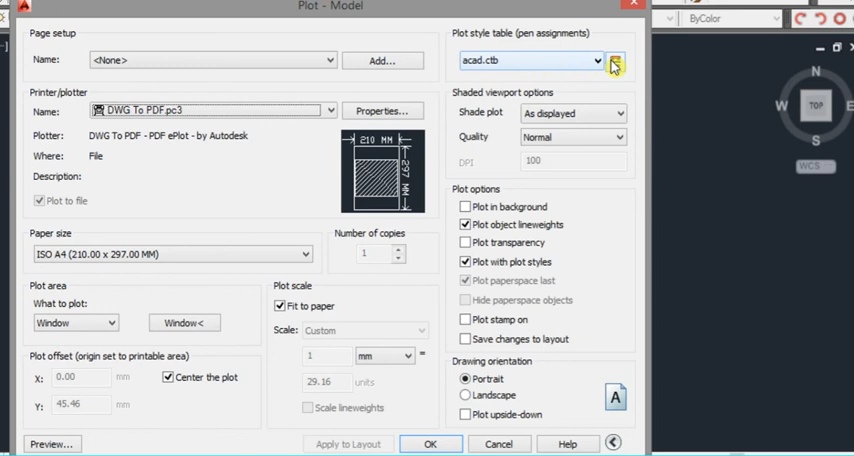 Plot - Model
ByColor
Page setup
Name:
<None>
Add...
Printer/plotter
Name:
DWG To PDF.pc3
Properties...
Plotter:
DWG To PDF - PDF ePlot - by Autodesk
Where:
File
Description:
Plot to file
210 MM
297 MM
Paper size
ISO A4 (210.00 x 297.00 MM)
Number of copies
1
Plot area
What to plot:
Window
Window<
Plot offset (origin set to printable area)
X:
0.00
mm
Center the plot
Y:
45.46
mm
Plot scale
Fit to paper
Scale:
Custom
1
mm
=
29.16
units
Scale lineweights
Plot style table (pen assignments)
acad.ctb
Shaded viewport options
Shade plot
As displayed
Quality
Normal
DPI
100
Plot options
Plot in background
Plot object lineweights
Plot transparency
Plot with plot styles
Plot paperspace last
Hide paperspace objects
Plot stamp on
Save changes to layout
Drawing orientation
Portrait
Landscape
Plot upside-down
A
Preview...
Apply to Layout
OK
Cancel
Help
N
W
TOP
E
S
WCS